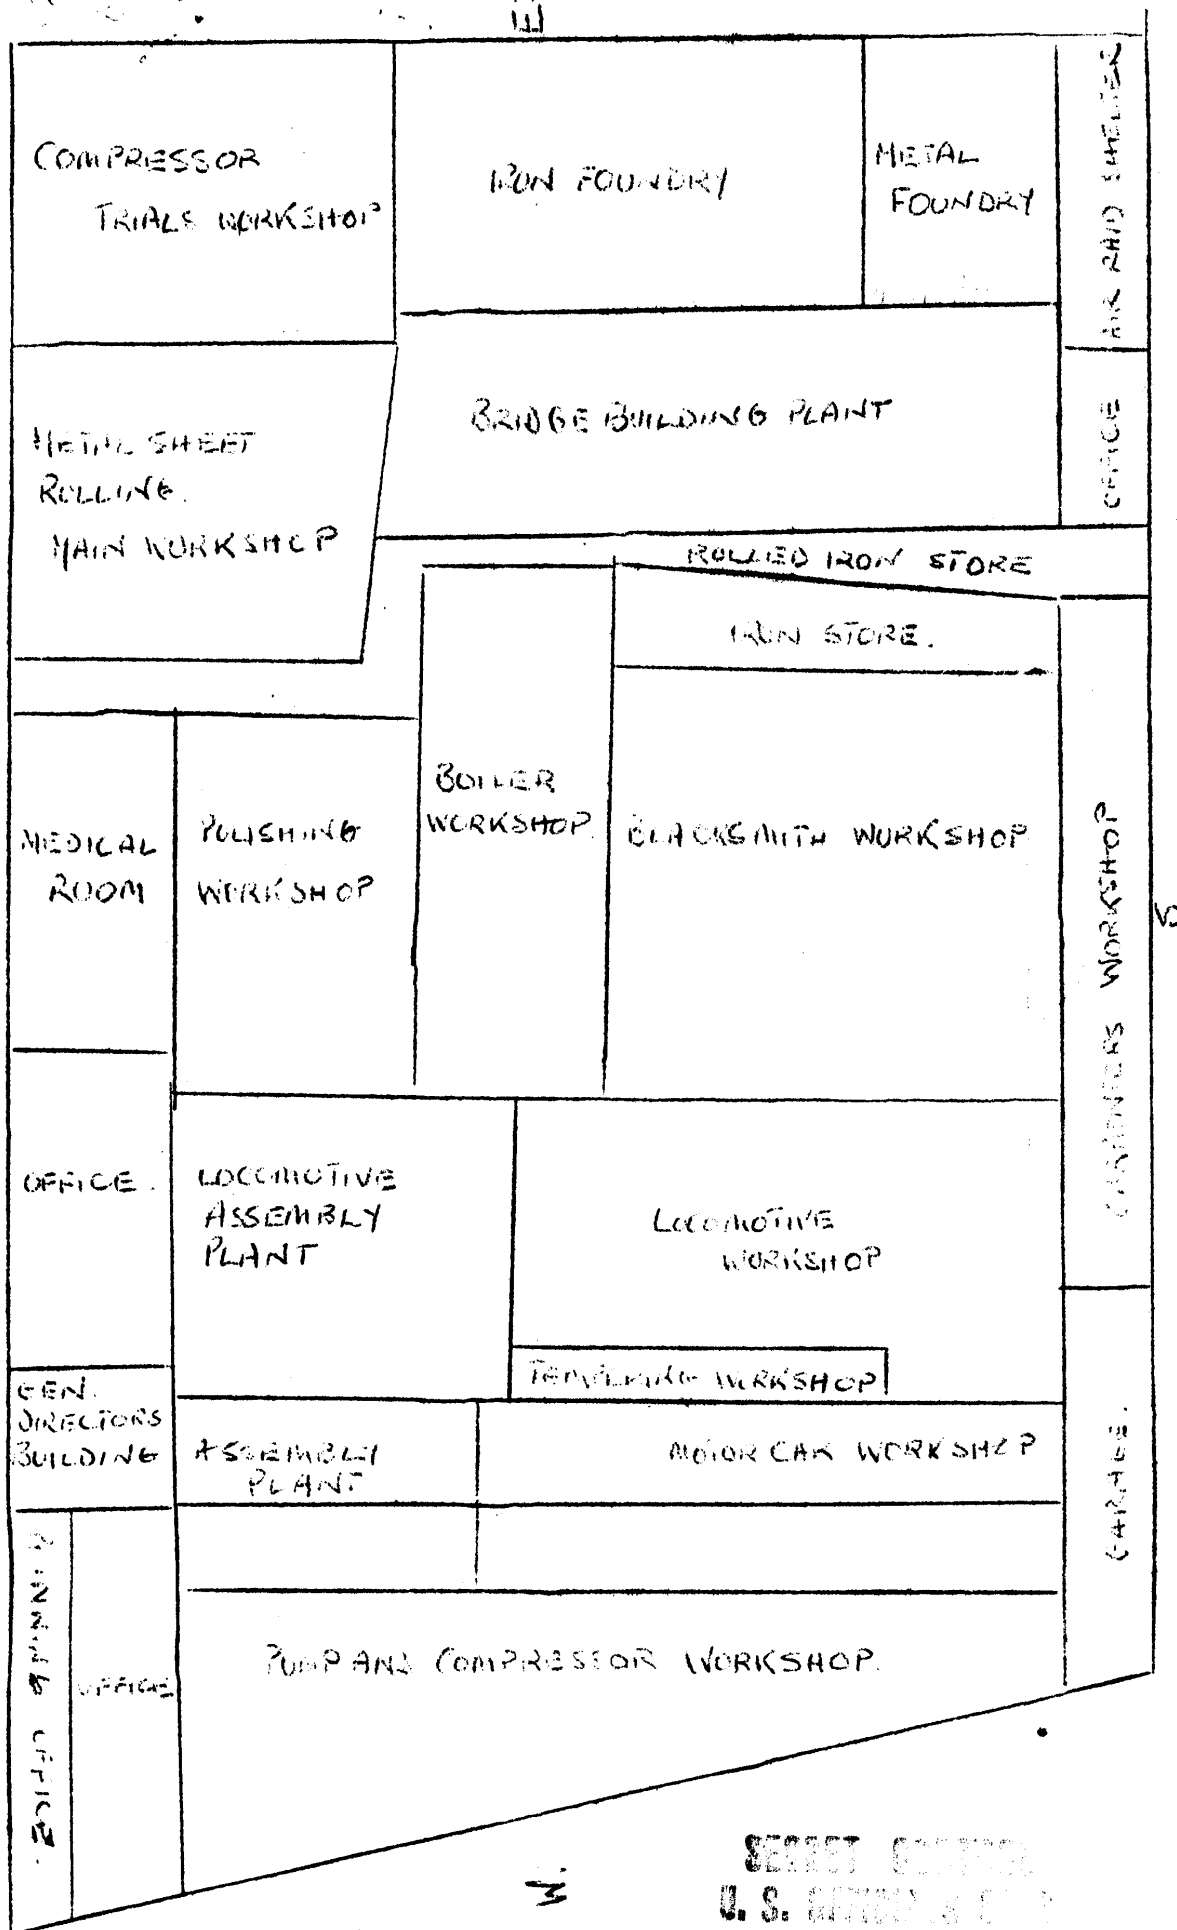 E
COMPRESSOR
TRIALS WORKSHOP
IRON FOUNDRY
METAL
FOUNDRY
AIR RAID SHELTER
METAL SHEET
ROLLING.
MAIN WORKSHOP
BRIDGE BUILDING PLANT
OFFICE
ROLLED IRON STORE
IRON STORE.
MEDICAL
ROOM
POLISHING
WORKSHOP
BOILER
WORKSHOP.
BLACKSMITH WORKSHOP
CARPENTERS WORKSHOP
S
OFFICE.
LOCOMOTIVE
ASSEMBLY
PLANT
LOCOMOTIVE
WORKSHOP
WORKSHOP
GEN.
DIRECTORS
BUILDING
ASSEMBLY
PLANT.
MOTOR CAR WORKSHOP
GARAGE.
OFFICE.
OFFICE
PUMP AND COMPRESSOR WORKSHOP.
W.
SECRET
U. S.